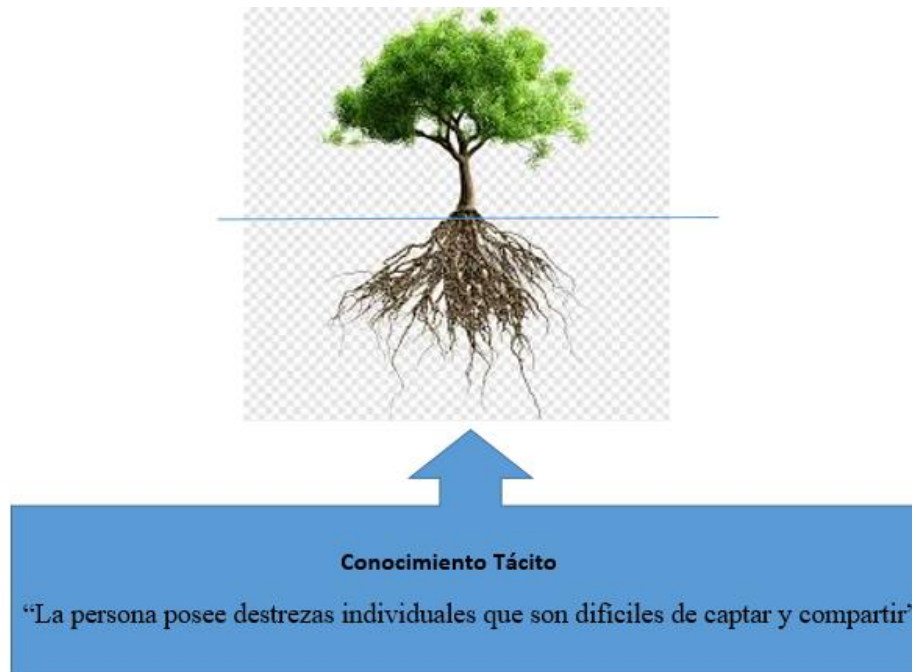 Conocimiento Tácito
“La persona posee destrezas individuales que son difíciles de captar y compartir”